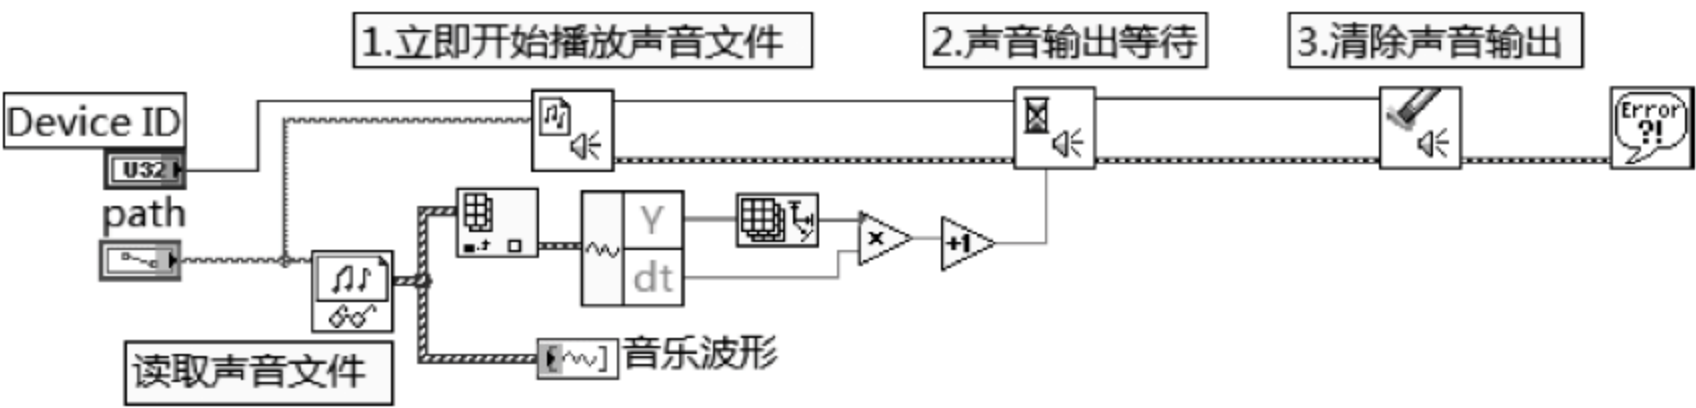 1.立即开始播放声音文件
2.声音输出等待
3.清除声音输出
Device ID
U32
Error
?!
path
Y
x
+1
dt
音乐波形
读取声音文件